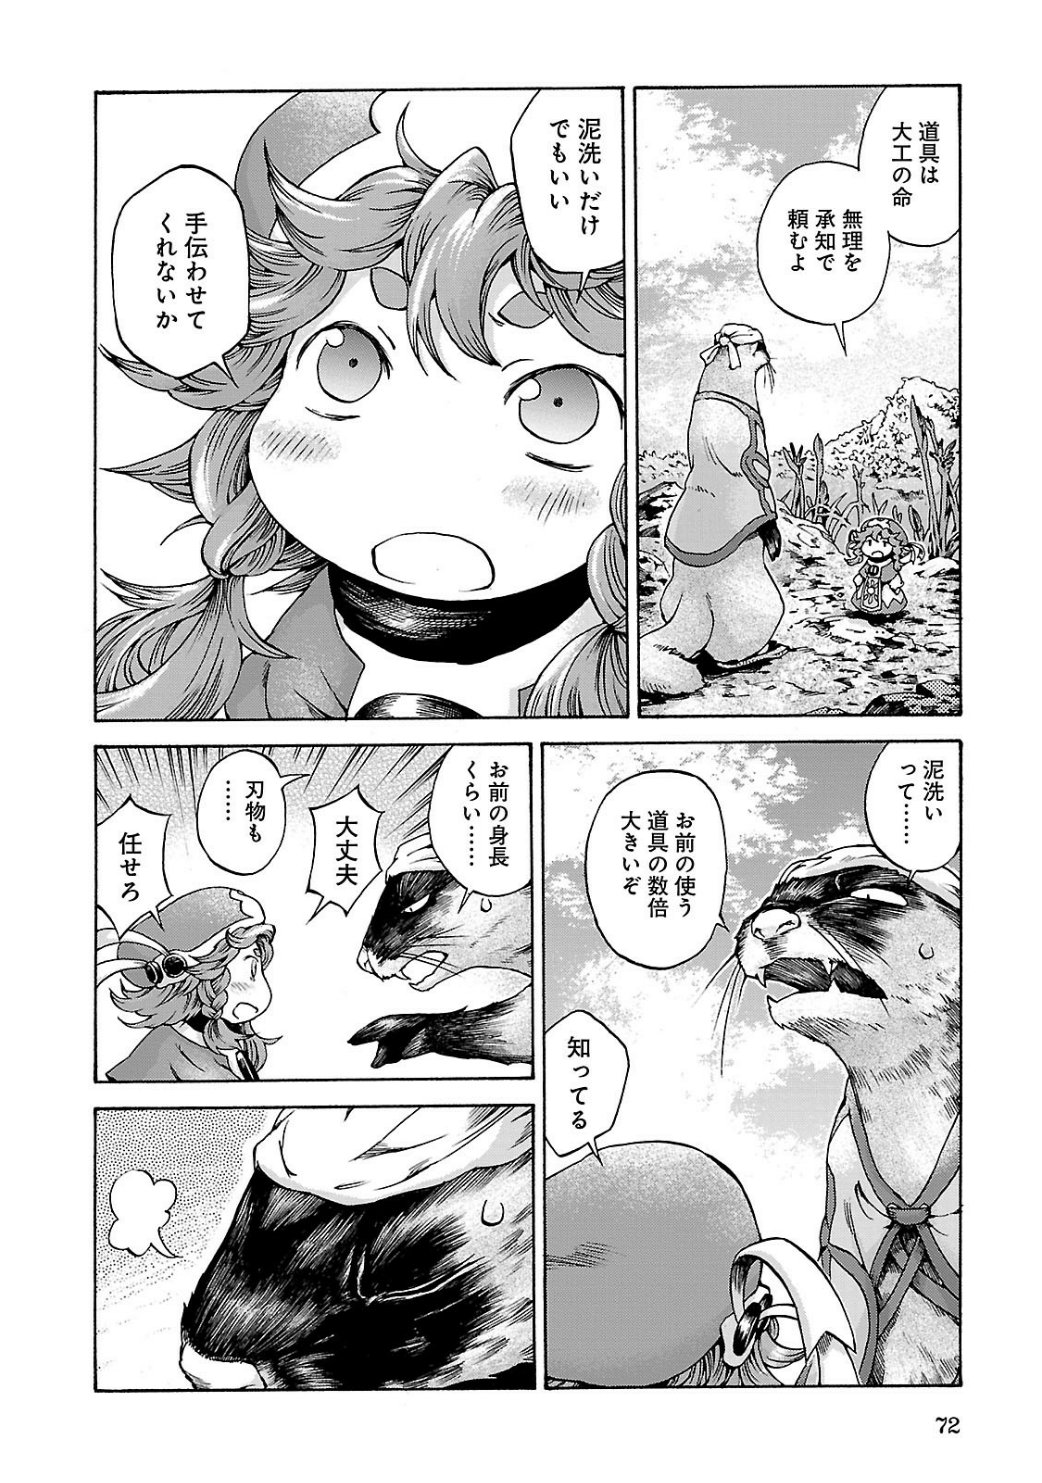 道具は
大工の命
無理を
承知で
頼むよ
泥洗いだけ
でもいい
手伝わせて
くれないか
泥洗い
って……
お前の使う
道具の数倍
大きいぞ
知ってる
お前の身長
くらい……
大丈夫
刃物も
……
任せろ
72